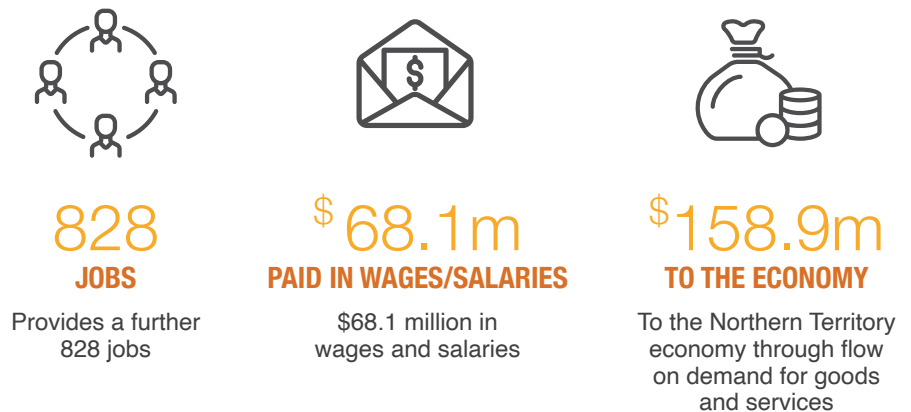 $
828
JOBS
Provides a further
828 jobs
$68.1m
PAID IN WAGES/SALARIES
$68.1 million in
wages and salaries
$158.9m
TO THE ECONOMY
To the Northern Territory
economy through flow
on demand for goods
and services